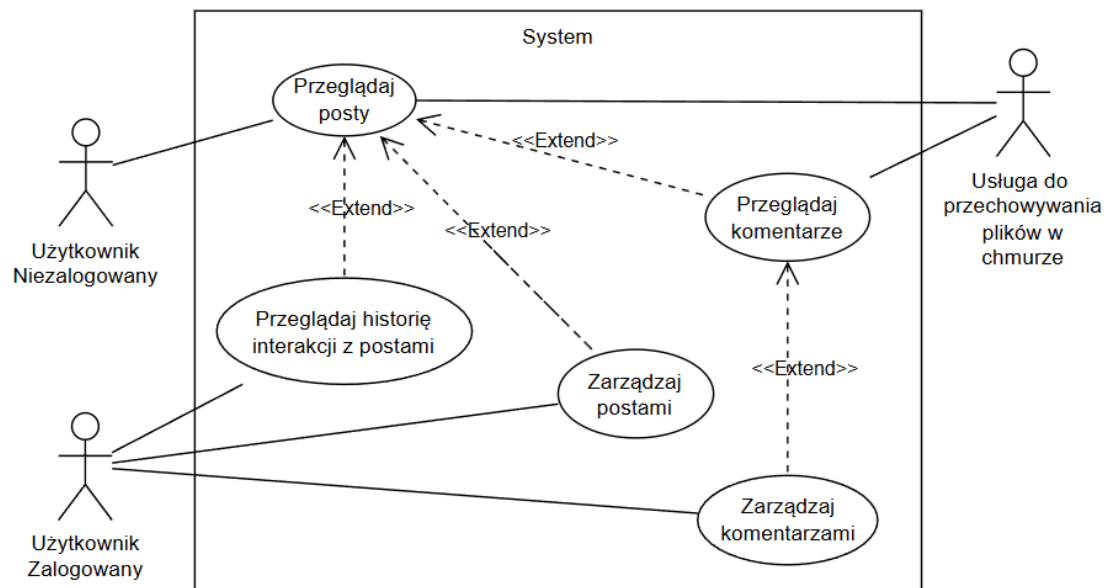 System
Przeglądaj
posty
<<Extend>>
Przeglądaj
komentarze
Usługa do
przechowywania
plików w
chmurze
Użytkownik
Niezalogowany
<<Extend>>
<<Extend>>
Przeglądaj historię
interakcji z postami
Zarządzaj
postami
<<Extend>>
Zarządzaj
komentarzami
Użytkownik
Zalogowany